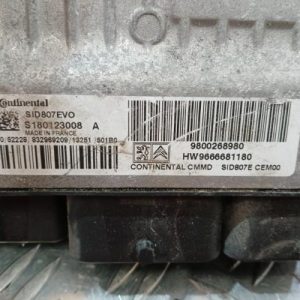 Continental
SID807EVO
S180123008 A
MADE IN FRANCE
9800268980
HW9666681180
CONTINENTAL CMMD SID807E CEM00